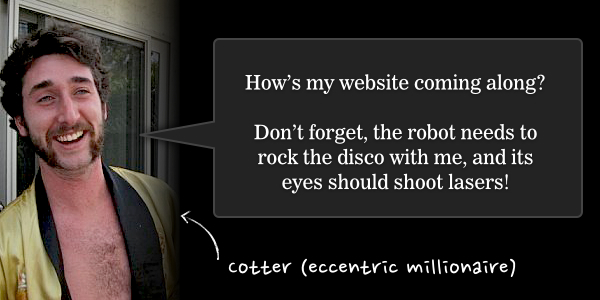 How’s my website coming along?
Don’t forget, the robot needs to
rock the disco with me, and its
eyes should shoot lasers!
cotter (eccentric millionaire)